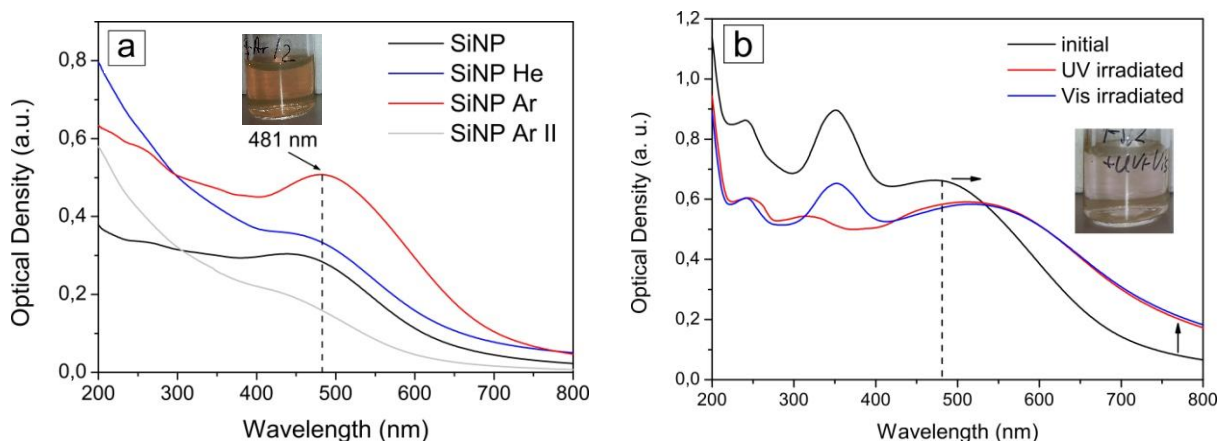 a
SiNP
SiNP He
SiNP Ar
SiNP Ar II
481 nm
0,8
0,6
0,4
0,2
0,0
200
300
400
500
600
700
800
Optical Density (a.u.)
Wavelength (nm)
b
initial
UV irradiated
Vis irradiated
+UV+Vis
1,2
1,0
0,8
0,6
0,4
0,2
0,0
200
300
400
500
600
700
800
Optical Density (a. u.)
Wavelength (nm)